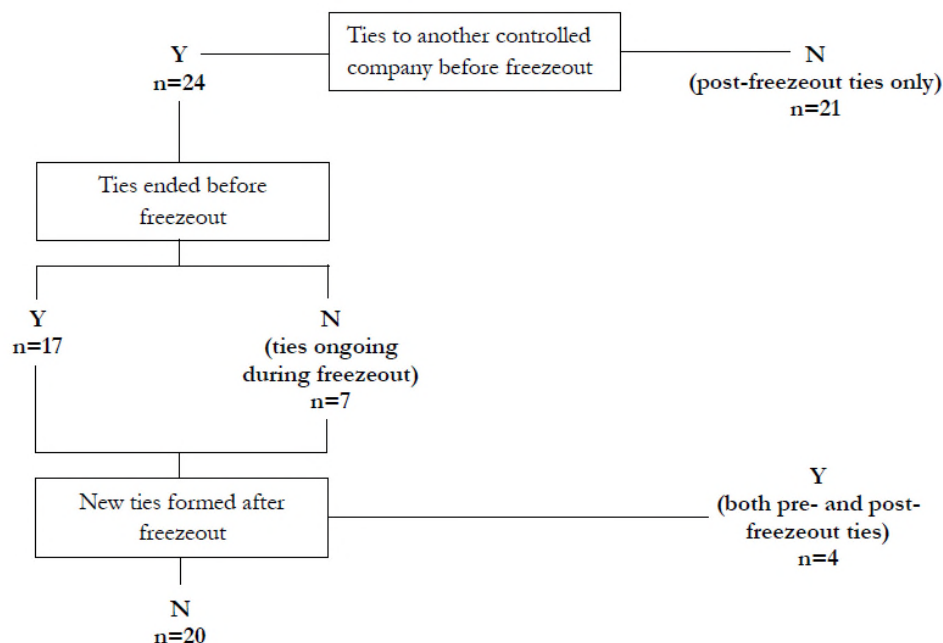 Ties to another controlled
company before freezeout
Y
n=24
N
(post-freezeout ties only)
n=21
Ties ended before
freezeout
Y
n=17
N
(ties ongoing
during freezeout)
n=7
New ties formed after
freezeout
Y
(both pre- and post-
freezeout ties)
n=4
N
n=20